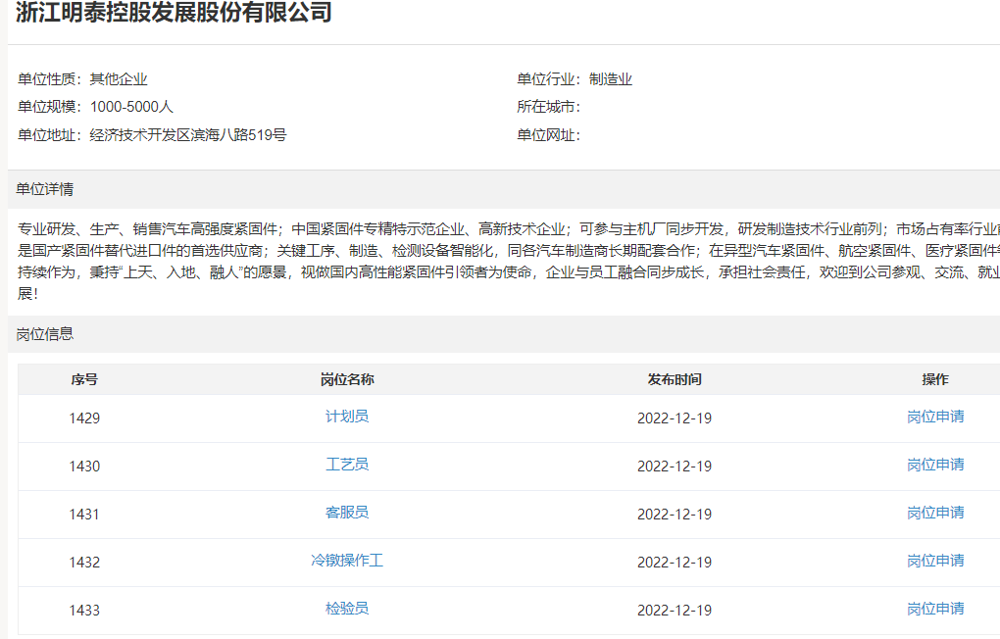 浙江明泰控股发展股份有限公司
单位性质：其他企业 单位行业：制造业
单位规模：1000-5000人 所在城市：
单位地址：经济技术开发区滨海八路519号 单位网址：
单位详情
专业研发、生产、销售汽车高强度紧固件；中国紧固件专精特示范企业、高新技术企业；可参与主机厂同步开发，研发制造技术行业前列；市场占有率行业
是国产紧固件替代进口件的首选供应商；关键工序、制造、检测设备智能化，同各汽车制造商长期配套合作；在异型汽车紧固件、航空紧固件、医疗紧固件
持续作为，秉持“上天、入地、融人”的愿景，视做国内高性能紧固件引领者为使命，企业与员工融合同步成长，承担社会责任，欢迎到公司参观、交流、就业
展！
岗位信息
序号 岗位名称 发布时间 操作
1429 计划员 2022-12-19 岗位申请
1430 工艺员 2022-12-19 岗位申请
1431 客服员 2022-12-19 岗位申请
1432 冷镦操作工 2022-12-19 岗位申请
1433 检验员 2022-12-19 岗位申请